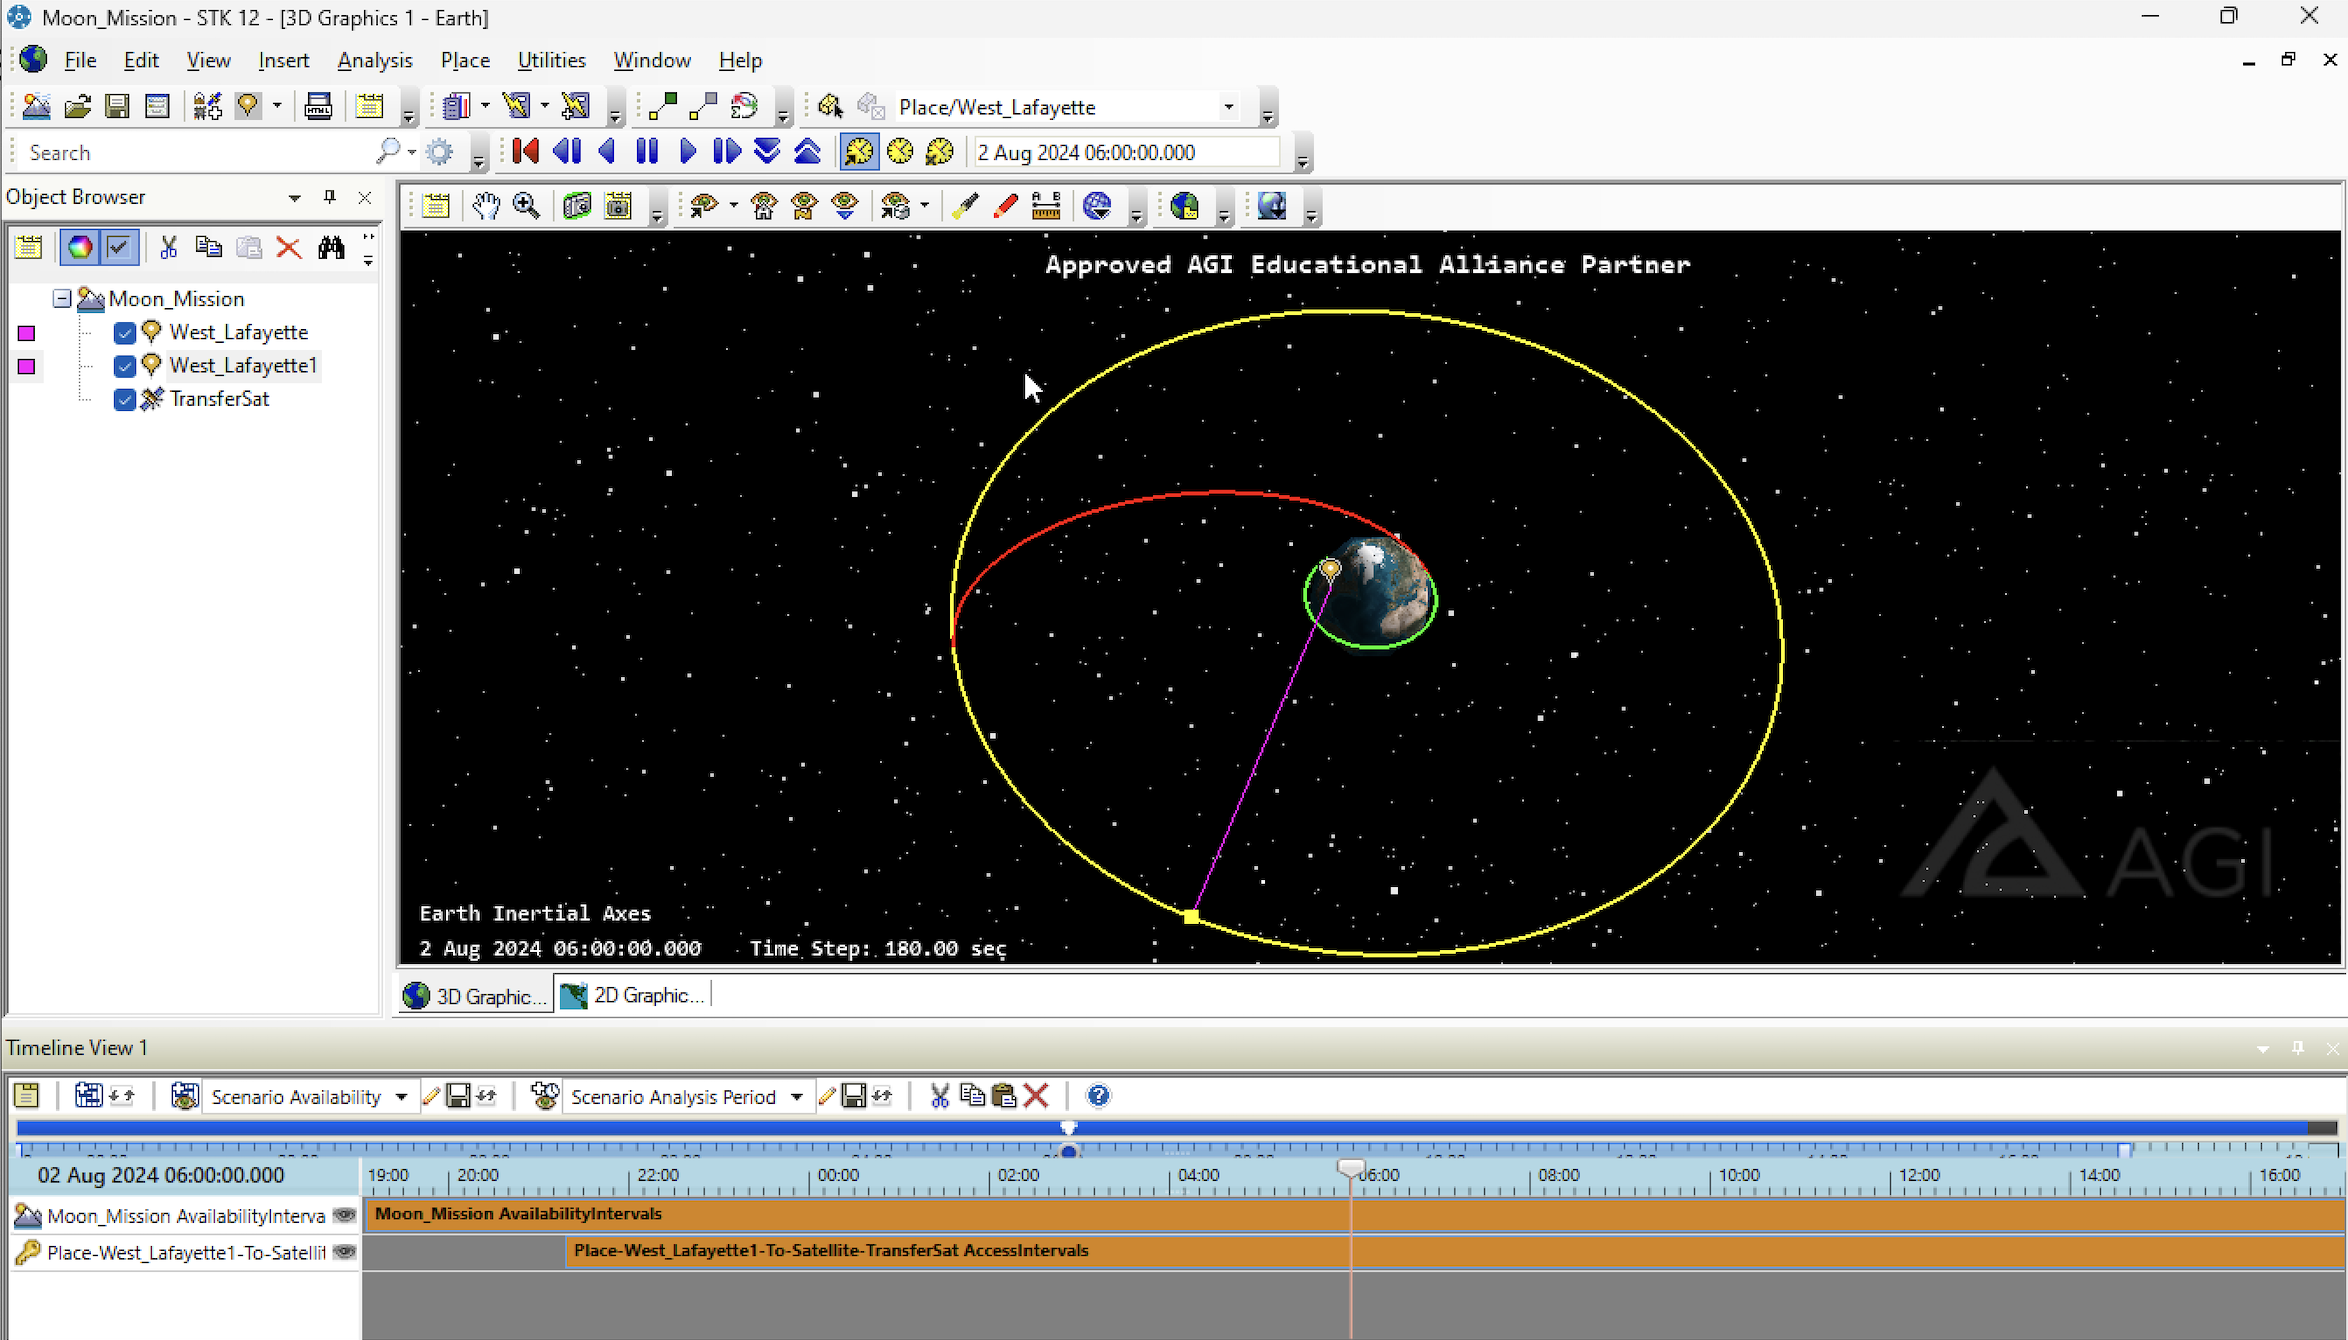 Moon_Mission - STK 12 - [3D Graphics 1 - Earth]
File Edit View Insert Analysis Place Utilities Window Help
HTML
Place/West_Lafayette
Search
2 Aug 2024 06:00:00.000
Object Browser
A B
Moon_Mission
West_Lafayette
West_Lafayette1
TransferSat
Approved AGI Educational Alliance Partner
AGI
Earth Inertial Axes
2 Aug 2024 06:00:00.000 Time Step: 180.00 sec
3D Graphic... 2D Graphic...
Timeline View 1
Scenario Availability Scenario Analysis Period
02 Aug 2024 06:00:00.000 19:00 20:00 22:00 00:00 02:00 04:00 06:00 08:00 10:00 12:00 14:00 16:00
Moon_Mission AvailabilityInterva Moon_Mission AvailabilityIntervals
Place-West_Lafayette1-To-Satellit Place-West_Lafayette1-To-Satellite-TransferSat AccessIntervals